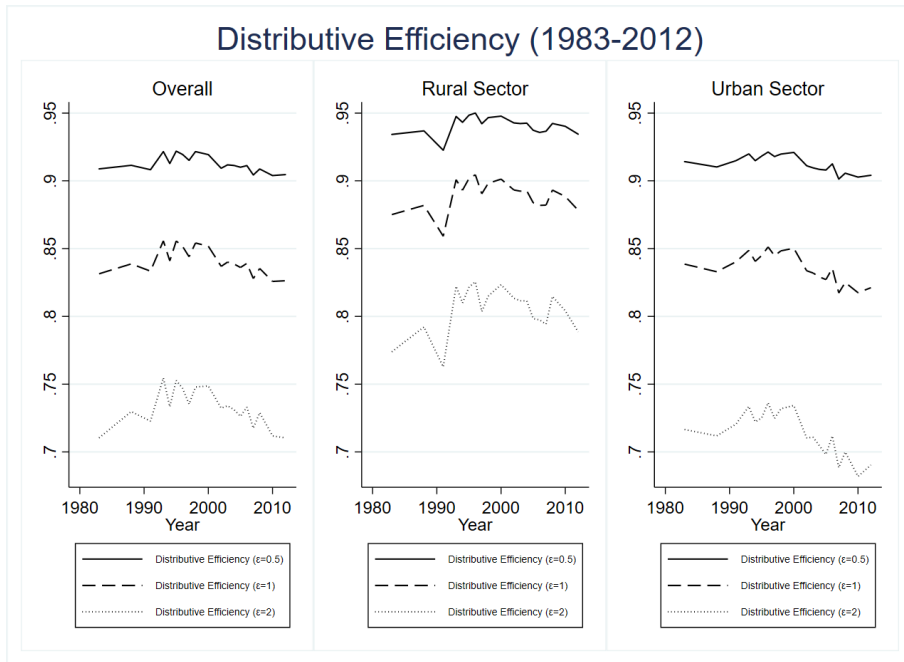 Distributive Efficiency (1983-2012)
Overall
.95
.9
.85
.8
.75
.7
1980 1990 2000 2010
Year
Distributive Efficiency (ε=0.5)
Distributive Efficiency (ε=1)
Distributive Efficiency (ε=2)
Rural Sector
.95
.9
.85
.8
.75
.7
1980 1990 2000 2010
Year
Distributive Efficiency (ε=0.5)
Distributive Efficiency (ε=1)
Distributive Efficiency (ε=2)
Urban Sector
.95
.9
.85
.8
.75
.7
1980 1990 2000 2010
Year
Distributive Efficiency (ε=0.5)
Distributive Efficiency (ε=1)
Distributive Efficiency (ε=2)